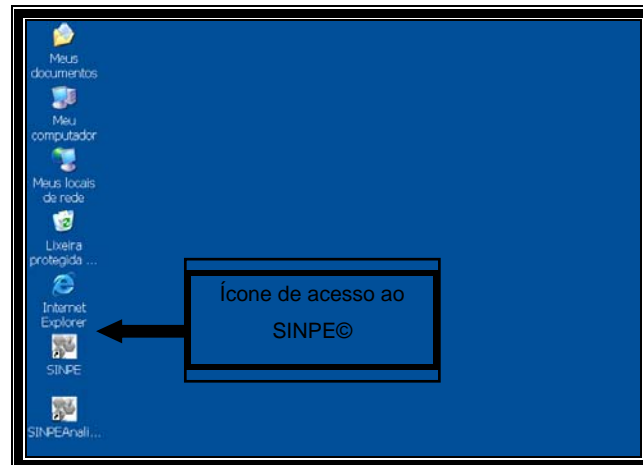 Meus
documentos
Meu
computador
Meus locais
de rede
Lixeira
protegida ...
Internet
Explorer
SINPE
SINPEAnali...
Ícone de acesso ao
SINPE©